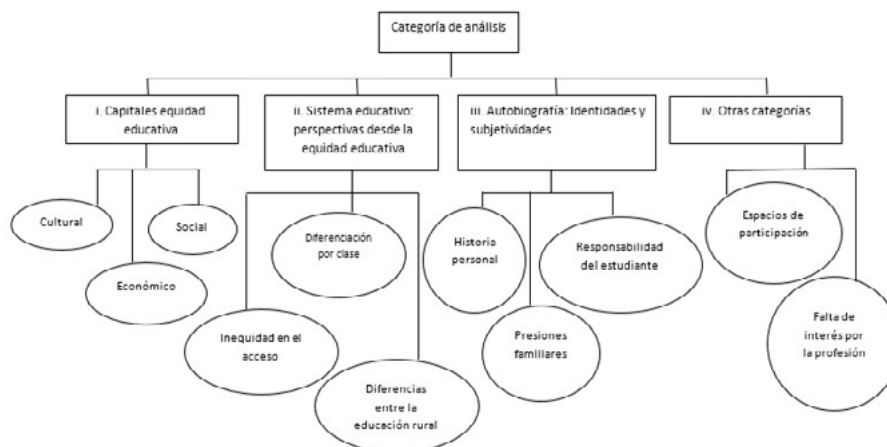 Categoría de análisis
i. Capitales equidad
educativa
ii. Sistema educativo:
perspectivas desde la
equidad educativa
iii. Autobiografía: Identidades y
subjetividades
iv. Otras categorías
Cultural
Social
Económico
Diferenciación
por clase
Inequidad en el
acceso
Diferencias
entre la
educación rural
Historia
personal
Responsabilidad
del estudiante
Presiones
familiares
Espacios de
participación
Falta de
interés por
la profesión